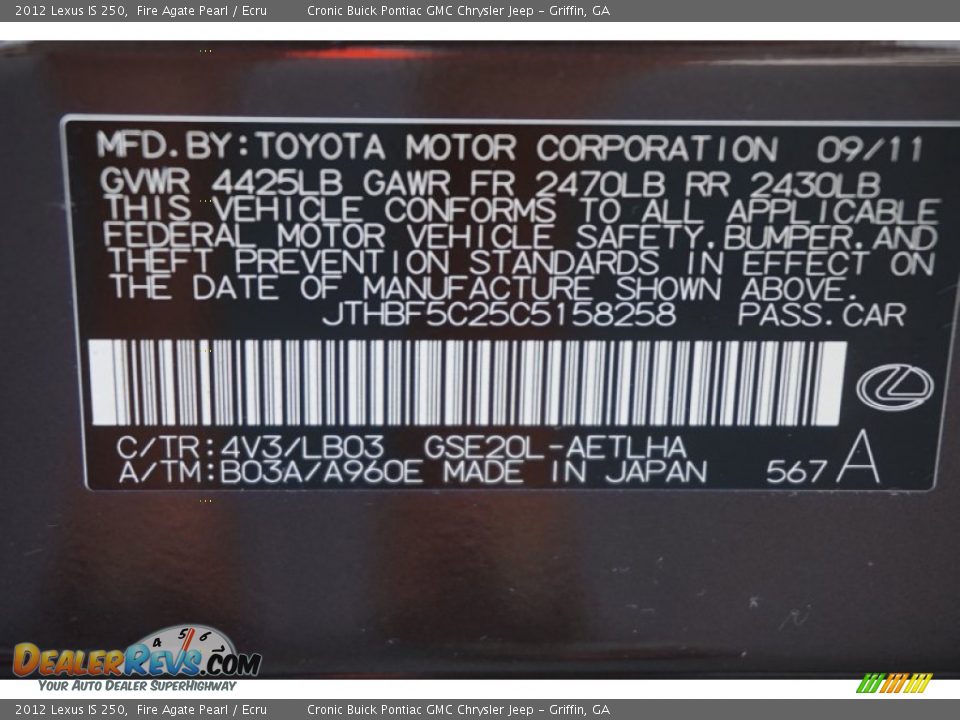 2012 Lexus IS 250,  Fire Agate Pearl / Ecru        Cronic Buick Pontiac GMC Chrysler Jeep – Griffin, GA
MFD.BY:TOYOTA MOTOR CORPORATION  09/11
GVWR 4425LB GAWR FR 2470LB RR 2430LB
THIS VEHICLE CONFORMS TO ALL APPLICABLE
FEDERAL MOTOR VEHICLE SAFETY,BUMPER,AND
THEFT PREVENTION STANDARDS IN EFFECT ON
THE DATE OF MANUFACTURE SHOWN ABOVE.
JTHBF5C25C5158258   PASS.CAR
C/TR:4V3/LB03  GSE20L-AETLHA
A/TM:B03A/A960E MADE IN JAPAN   567 A
4 5 6 7
DEALERREVS.COM
YOUR AUTO DEALER SUPERHIGHWAY
2012 Lexus IS 250,  Fire Agate Pearl / Ecru        Cronic Buick Pontiac GMC Chrysler Jeep – Griffin, GA